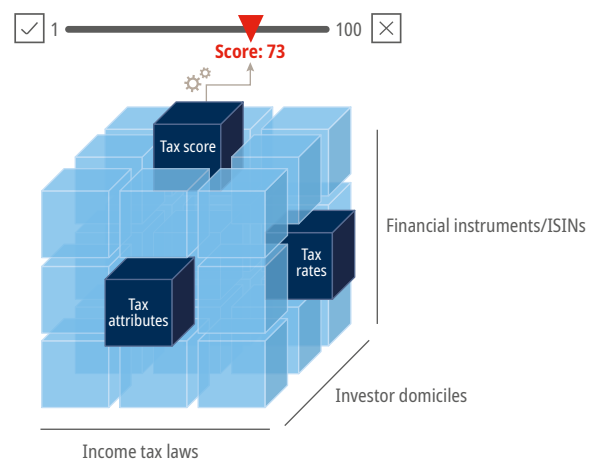 1
100
Score: 73
Tax score
Financial instruments/ISINs
Tax
rates
Tax
attributes
Investor domiciles
Income tax laws